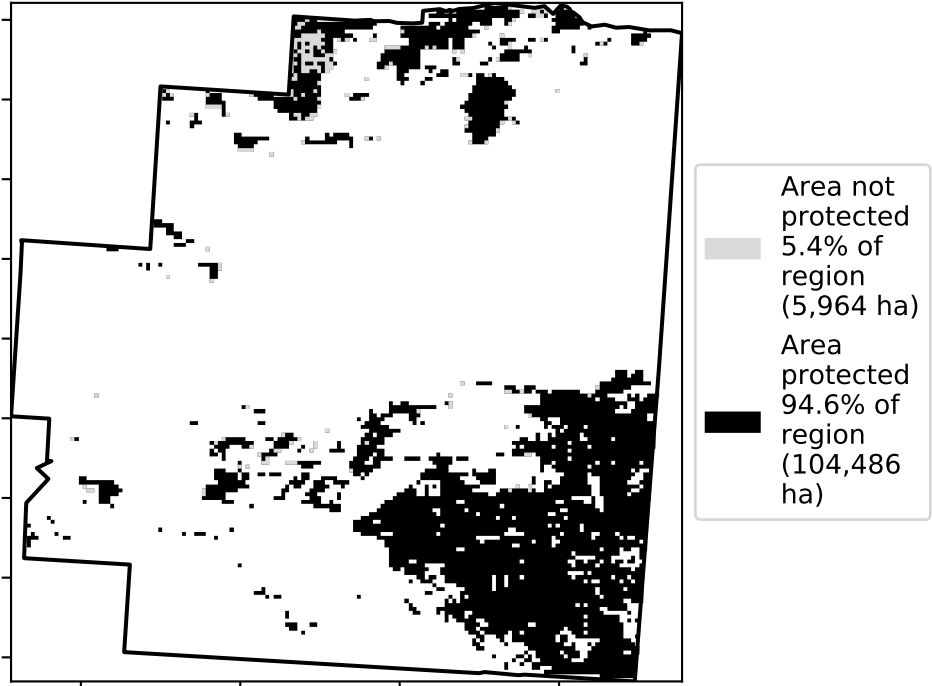 Area not
protected
5.4% of
region
(5,964 ha)
Area
protected
94.6% of
region
(104,486
ha)